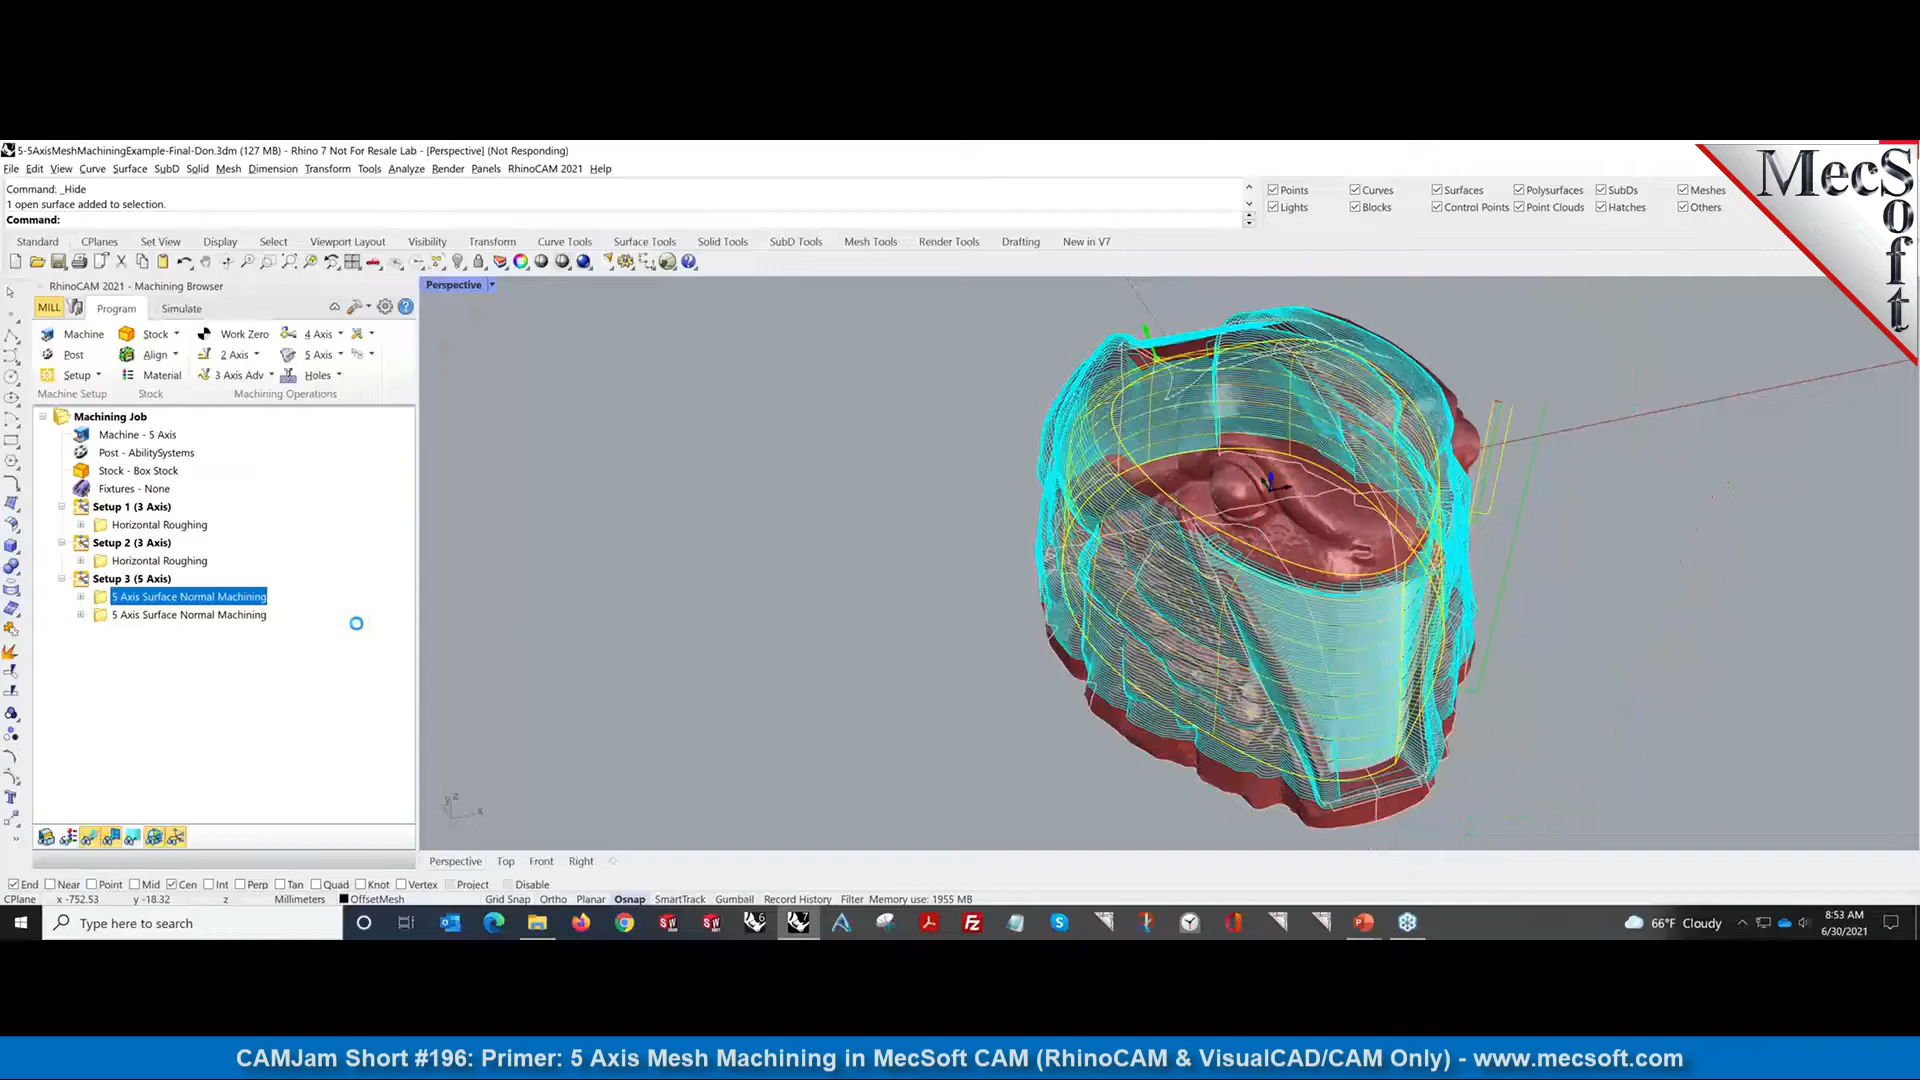 MecSoft
5-5AxisMeshMachiningExample-Final-Don.3dm (127 MB) - Rhino 7 Not For Resale Lab - [Perspective] (Not Responding)
File Edit View Curve Surface SubD Solid Mesh Dimension Transform Tools Analyze Render Panels RhinoCAM 2021 Help
Command: _Hide
1 open surface added to selection.
Command:
Points Curves Surfaces Polysurfaces SubDs Meshes
Lights Blocks Control Points Point Clouds Hatches Others
Standard CPlanes Set View Display Select Viewport Layout Visibility Transform Curve Tools Surface Tools Solid Tools SubD Tools Mesh Tools Render Tools Drafting New in V7
RhinoCAM 2021 - Machining Browser
MILL Program Simulate
Machine Stock Work Zero 4 Axis
Post Align 2 Axis 5 Axis
Setup Material 3 Axis Adv Holes
Machine Setup Stock Machining Operations
Machining Job
Machine - 5 Axis
Post - AbilitySystems
Stock - Box Stock
Fixtures - None
Setup 1 (3 Axis)
Horizontal Roughing
Setup 2 (3 Axis)
Horizontal Roughing
Setup 3 (5 Axis)
5 Axis Surface Normal Machining
5 Axis Surface Normal Machining
Perspective
y z x
Perspective Top Front Right
End Near Point Mid Cen Int Perp Tan Quad Knot Vertex Project Disable
CPlane x -752.53 y -18.32 z Millimeters OffsetMesh Grid Snap Ortho Planar Osnap SmartTrack Gumball Record History Filter Memory use: 1955 MB
Type here to search
66°F Cloudy
8:53 AM
6/30/2021
CAMJam Short #196: Primer: 5 Axis Mesh Machining in MecSoft CAM (RhinoCAM & VisualCAD/CAM Only) - www.mecsoft.com